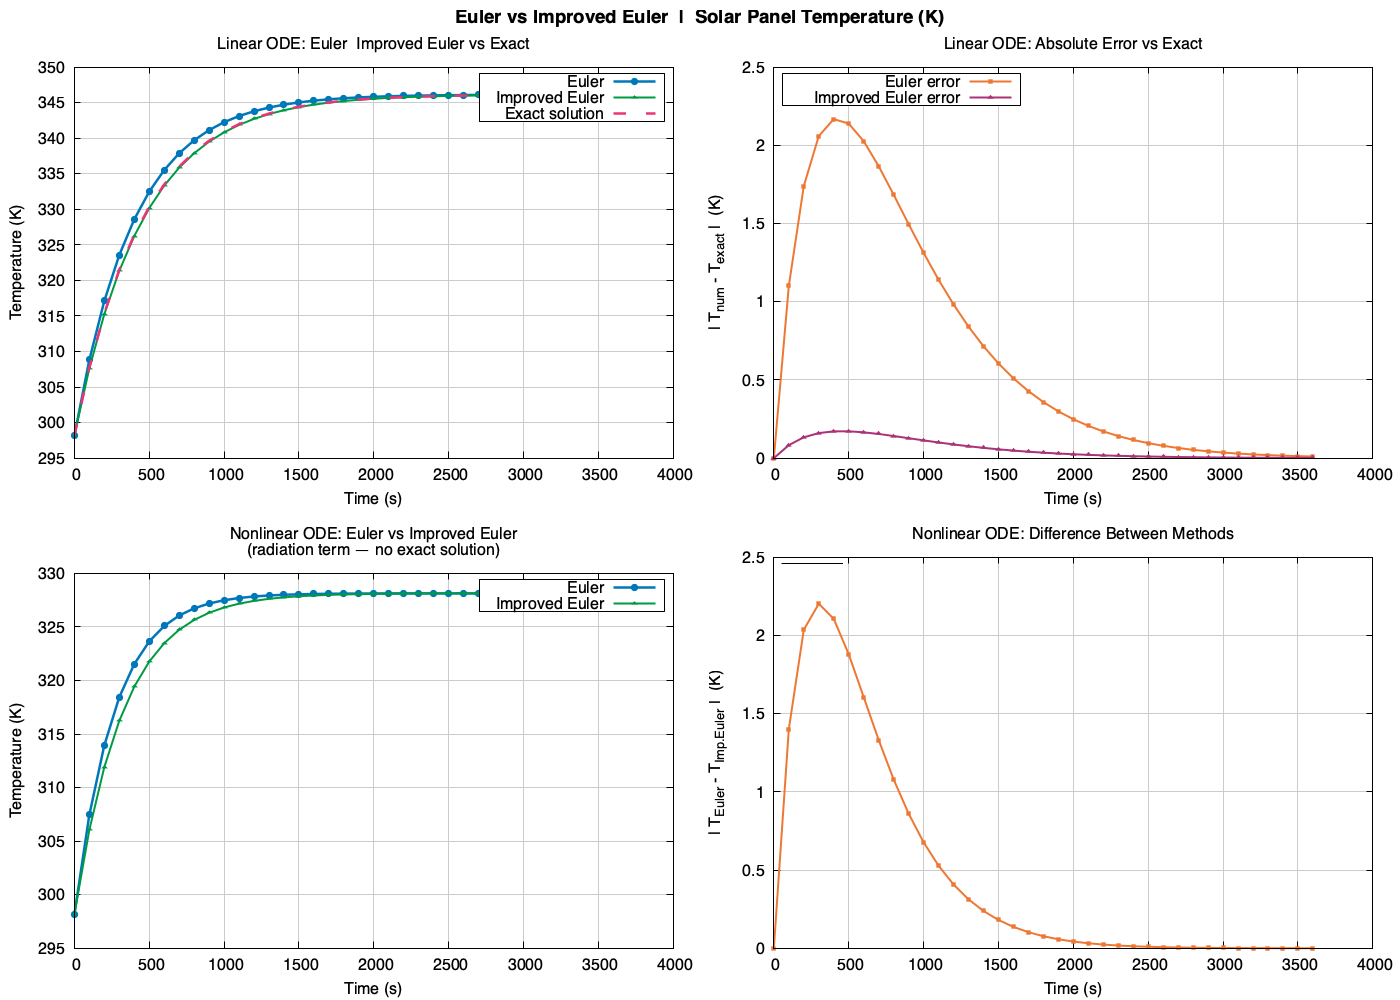 Euler vs Improved Euler | Solar Panel Temperature (K)
Linear ODE: Euler  Improved Euler vs Exact
350
345
340
335
330
325
320
315
310
305
300
295
Temperature (K)
Euler
Improved Euler
Exact solution
0 500 1000 1500 2000 2500 3000 3500 4000
Time (s)
Linear ODE: Absolute Error vs Exact
2.5
2
1.5
1
0.5
0
| Tnum - Texact | (K)
Euler error
Improved Euler error
0 500 1000 1500 2000 2500 3000 3500 4000
Time (s)
Nonlinear ODE: Euler vs Improved Euler
(radiation term — no exact solution)
330
325
320
315
310
305
300
295
Temperature (K)
Euler
Improved Euler
0 500 1000 1500 2000 2500 3000 3500 4000
Time (s)
Nonlinear ODE: Difference Between Methods
2.5
2
1.5
1
0.5
0
| TEuler - TImp.Euler | (K)
0 500 1000 1500 2000 2500 3000 3500 4000
Time (s)